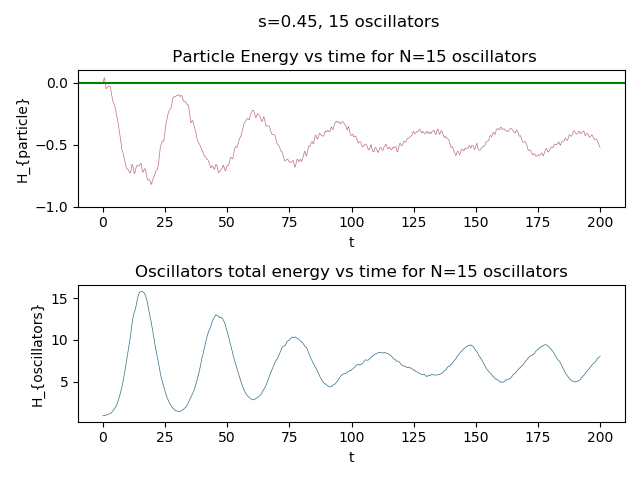 s=0.45, 15 oscillators
Particle Energy vs time for N=15 oscillators
H_{particle}
0.0
−0.5
−1.0
0 25 50 75 100 125 150 175 200
t
Oscillators total energy vs time for N=15 oscillators
H_{oscillators}
15
10
5
0 25 50 75 100 125 150 175 200
t